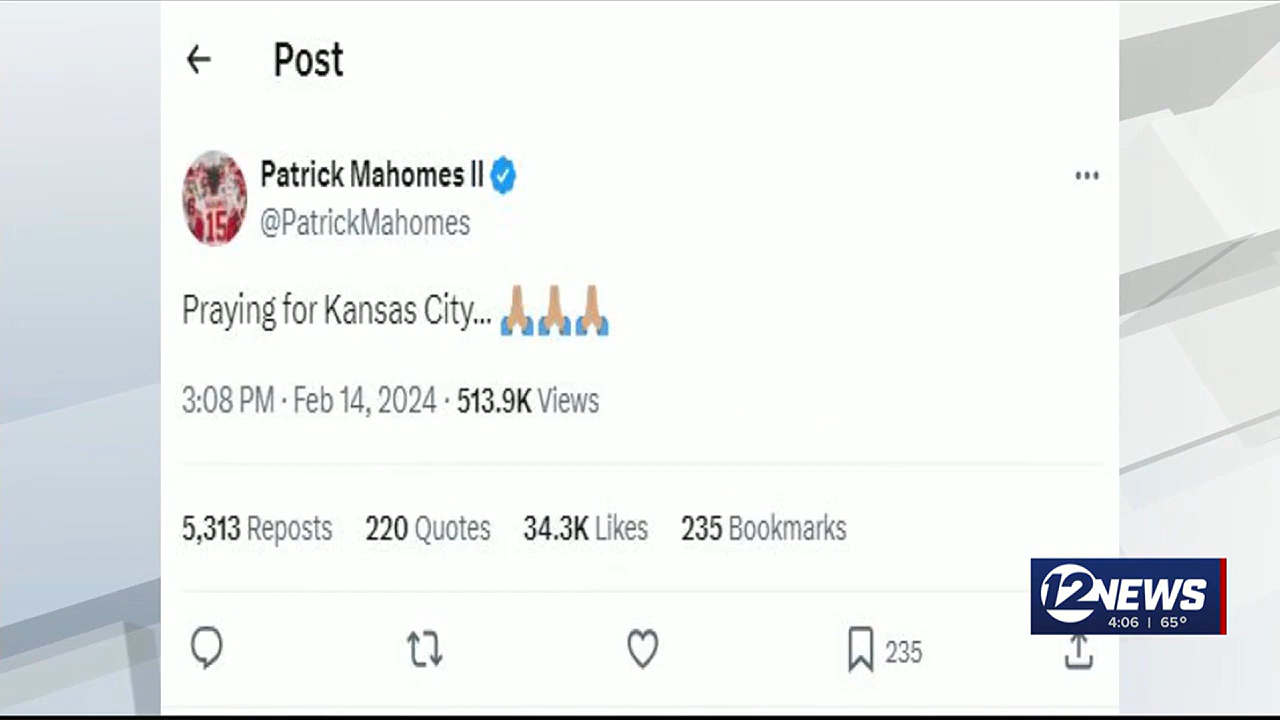 Post
Patrick Mahomes II
@PatrickMahomes
Praying for Kansas City... 🙏🏼🙏🏼🙏🏼
3:08 PM · Feb 14, 2024 · 513.9K Views
5,313 Reposts 220 Quotes 34.3K Likes 235 Bookmarks
235
15
12NEWS
4:06 | 65°